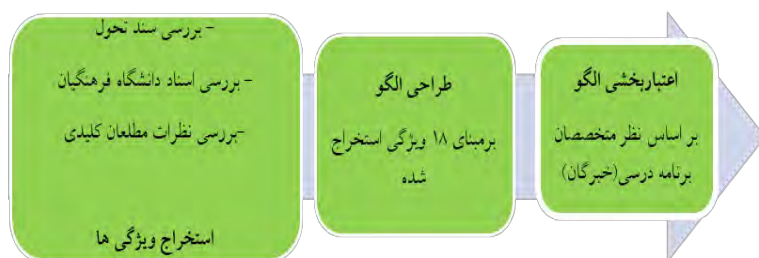 - بررسی سند تحول
- بررسی اسناد دانشگاه فرهنگیان
-بررسی نظرات مطلعان کلیدی
استخراج ویژگی ها
طراحی الگو
برمبنای ۱۸ ویژگی استخراج
شده
اعتباربخشی الگو
بر اساس نظر متخصصان
برنامه درسی(خبرگان)